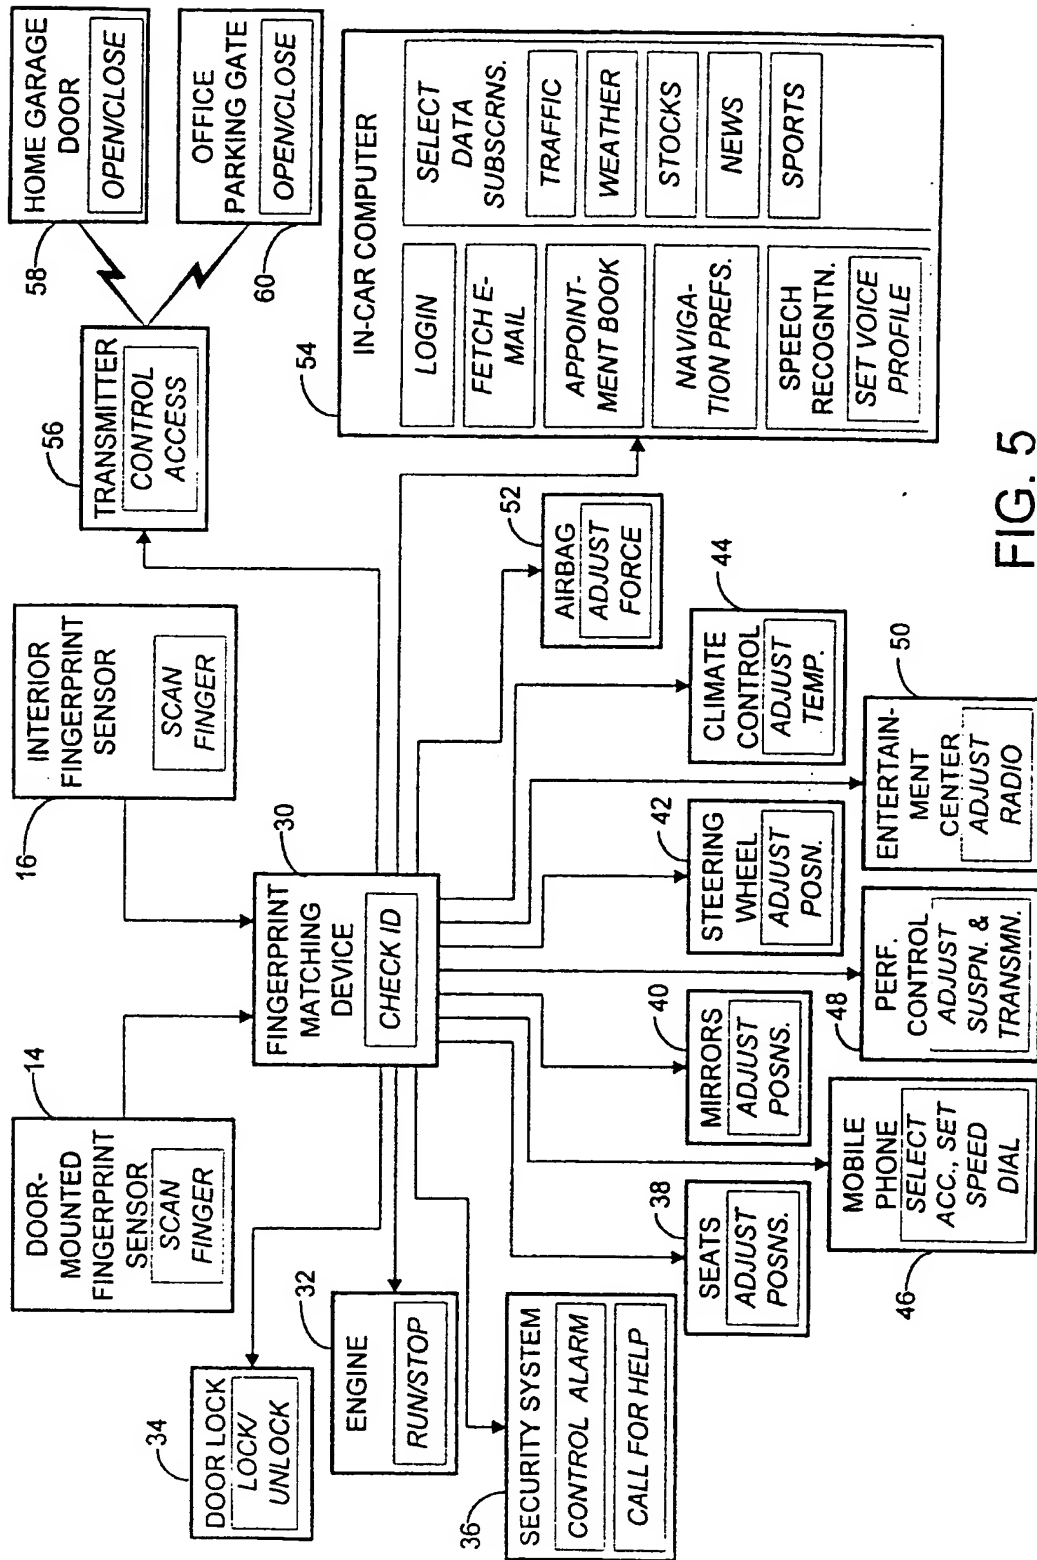 DOOR-
MOUNTED
FINGERPRINT
SENSOR
SCAN
FINGER
14
INTERIOR
FINGERPRINT
SENSOR
SCAN
FINGER
16
TRANSMITTER
CONTROL
ACCESS
56
HOME GARAGE
DOOR
OPEN/CLOSE
58
OFFICE
PARKING GATE
OPEN/CLOSE
60
FINGERPRINT
MATCHING
DEVICE
CHECK ID
30
DOOR LOCK
LOCK/
UNLOCK
34
ENGINE
RUN/STOP
32
SECURITY SYSTEM
CONTROL ALARM
CALL FOR HELP
36
SEATS
ADJUST
POSNS.
38
MIRRORS
ADJUST
POSNS.
40
STEERING
WHEEL
ADJUST
POSN.
42
CLIMATE
CONTROL
ADJUST
TEMP.
44
AIRBAG
ADJUST
FORCE
52
MOBILE
PHONE
SELECT
ACC., SET
SPEED
DIAL
46
PERF.
CONTROL
ADJUST
SUSPN. &
TRANSMN.
48
ENTERTAIN-
MENT
CENTER
ADJUST
RADIO
50
IN-CAR COMPUTER
54
LOGIN
FETCH E-
MAIL
APPOINT-
MENT BOOK
NAVIGA-
TION PREFS.
SPEECH
RECOGNTN.
SET VOICE
PROFILE
SELECT
DATA
SUBSCRNS.
TRAFFIC
WEATHER
STOCKS
NEWS
SPORTS
FIG. 5